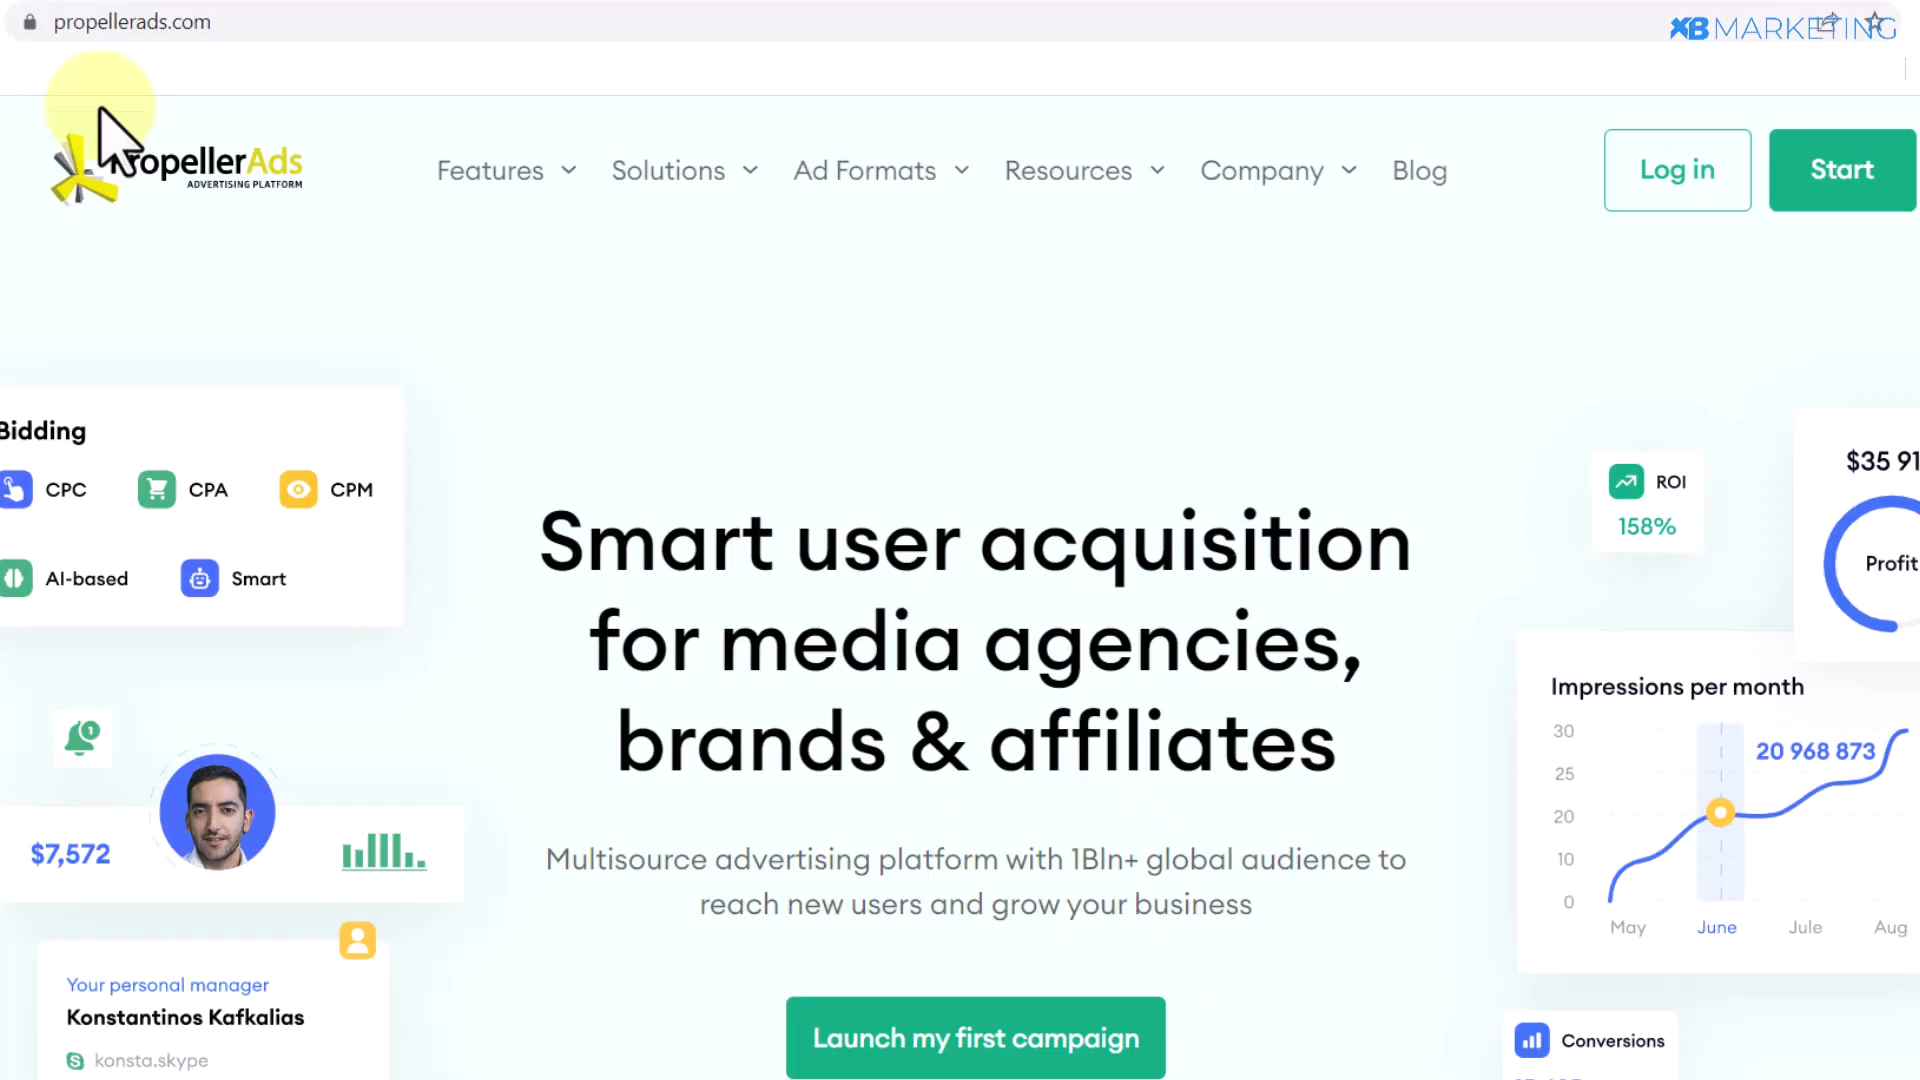 propellerads.com
XB MARKETING
PropellerAds
ADVERTISING PLATFORM
Features
Solutions
Ad Formats
Resources
Company
Blog
Log in
Start
Bidding
CPC
CPA
CPM
AI-based
Smart
Smart user acquisition
for media agencies,
brands & affiliates
Multisource advertising platform with 1Bln+ global audience to
reach new users and grow your business
Launch my first campaign
1
$7,572
Your personal manager
Konstantinos Kafkalias
konsta.skype
ROI
158%
$35 91
Profit
Impressions per month
30
25
20
10
0
20 968 873
May
June
Jule
Aug
Conversions